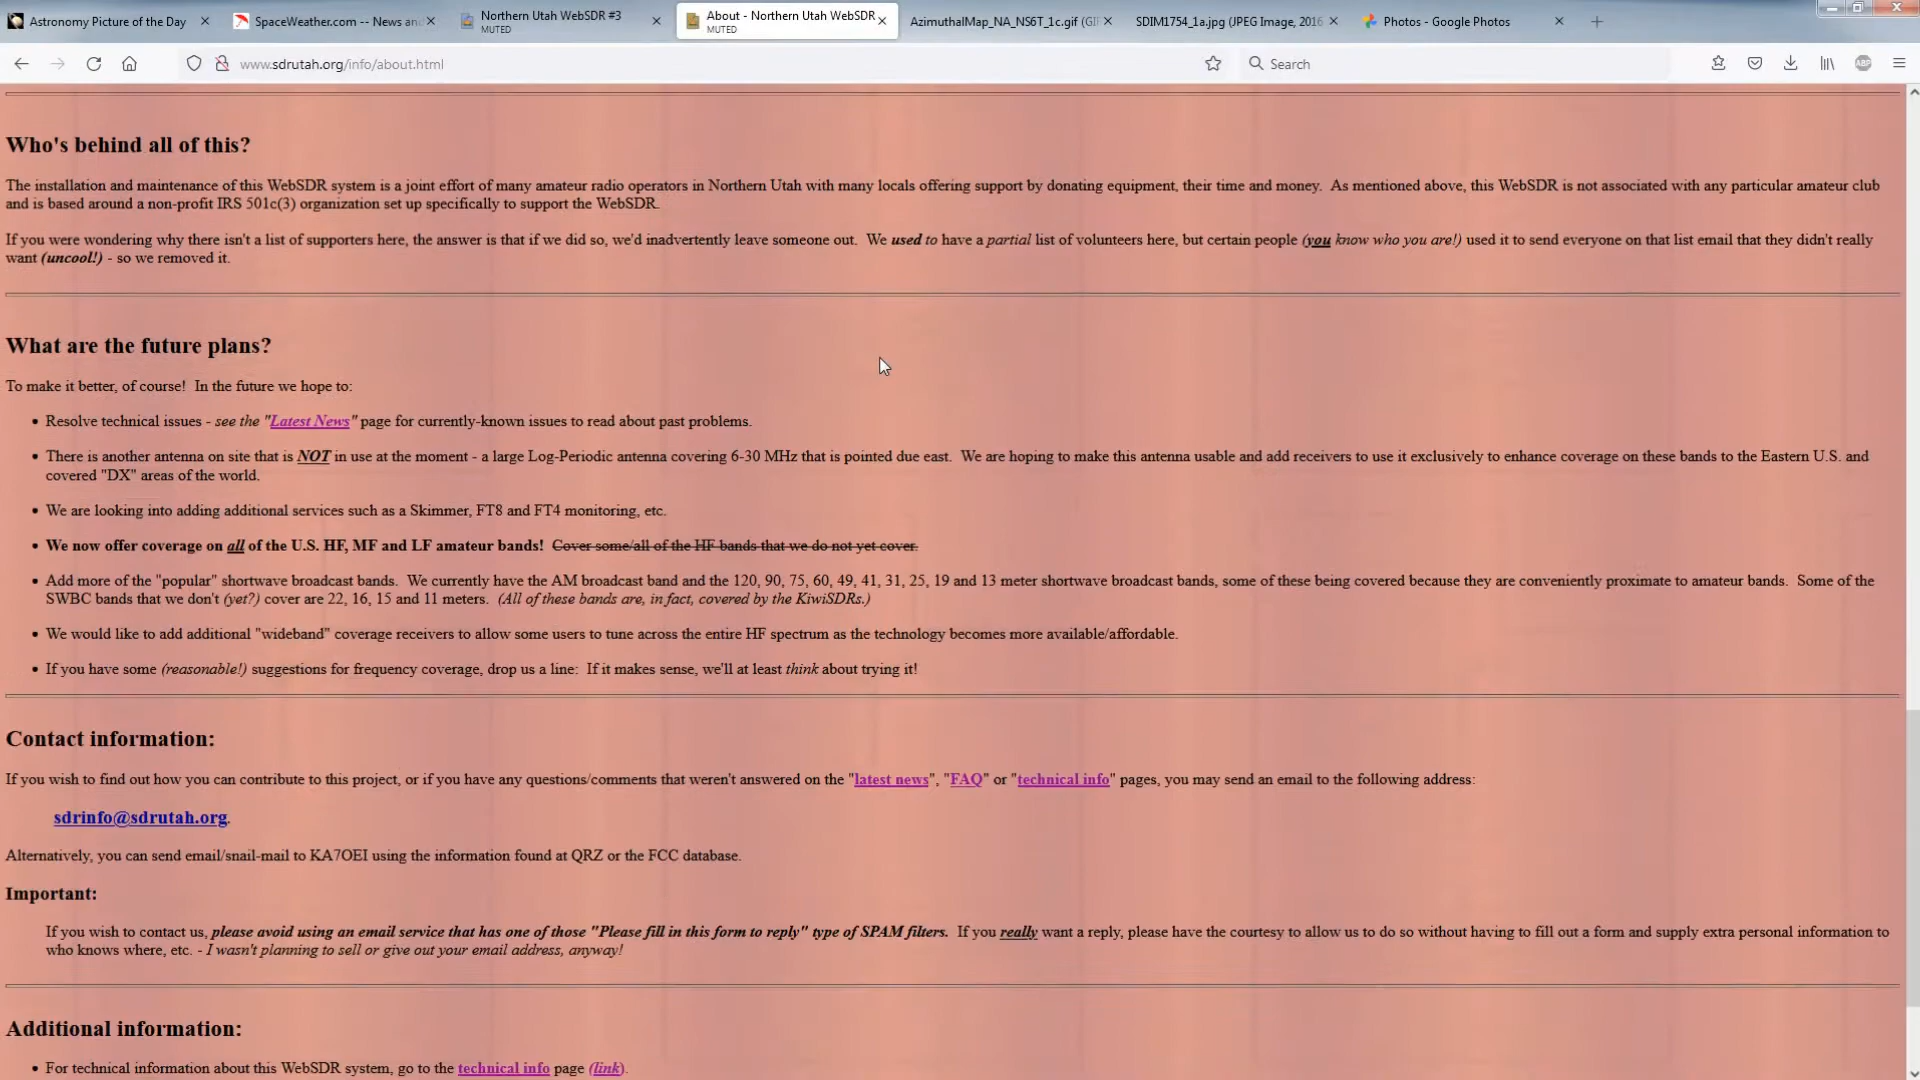 Astronomy Picture of the Day
SpaceWeather.com -- News and
Northern Utah WebSDR #3
MUTED
About - Northern Utah WebSDR
MUTED
AzimuthalMap_NA_NS6T_1c.gif (GI
SDIM1754_1a.jpg (JPEG Image, 2016
Photos - Google Photos
www.sdrutah.org/info/about.html
Search
ABP
Who's behind all of this?
The installation and maintenance of this WebSDR system is a joint effort of many amateur radio operators in Northern Utah with many locals offering support by donating equipment, their time and money. As mentioned above, this WebSDR is not associated with any particular amateur club
and is based around a non-profit IRS 501c(3) organization set up specifically to support the WebSDR.
If you were wondering why there isn't a list of supporters here, the answer is that if we did so, we'd inadvertently leave someone out. We used to have a partial list of volunteers here, but certain people (you know who you are!) used it to send everyone on that list email that they didn't really
want (uncool!) - so we removed it.
What are the future plans?
To make it better, of course! In the future we hope to:
• Resolve technical issues - see the "Latest News" page for currently-known issues to read about past problems.
• There is another antenna on site that is NOT in use at the moment - a large Log-Periodic antenna covering 6-30 MHz that is pointed due east. We are hoping to make this antenna usable and add receivers to use it exclusively to enhance coverage on these bands to the Eastern U.S. and
covered "DX" areas of the world.
• We are looking into adding additional services such as a Skimmer, FT8 and FT4 monitoring, etc.
• We now offer coverage on all of the U.S. HF, MF and LF amateur bands! Cover some/all of the HF bands that we do not yet cover.
• Add more of the "popular" shortwave broadcast bands. We currently have the AM broadcast band and the 120, 90, 75, 60, 49, 41, 31, 25, 19 and 13 meter shortwave broadcast bands, some of these being covered because they are conveniently proximate to amateur bands. Some of the
SWBC bands that we don't (yet?) cover are 22, 16, 15 and 11 meters. (All of these bands are, in fact, covered by the KiwiSDRs.)
• We would like to add additional "wideband" coverage receivers to allow some users to tune across the entire HF spectrum as the technology becomes more available/affordable.
• If you have some (reasonable!) suggestions for frequency coverage, drop us a line: If it makes sense, we'll at least think about trying it!
Contact information:
If you wish to find out how you can contribute to this project, or if you have any questions/comments that weren't answered on the "latest news", "FAQ" or "technical info" pages, you may send an email to the following address:
sdrinfo@sdrutah.org.
Alternatively, you can send email/snail-mail to KA7OEI using the information found at QRZ or the FCC database.
Important:
If you wish to contact us, please avoid using an email service that has one of those "Please fill in this form to reply" type of SPAM filters. If you really want a reply, please have the courtesy to allow us to do so without having to fill out a form and supply extra personal information to
who knows where, etc. - I wasn't planning to sell or give out your email address, anyway!
Additional information:
• For technical information about this WebSDR system, go to the technical info page (link).